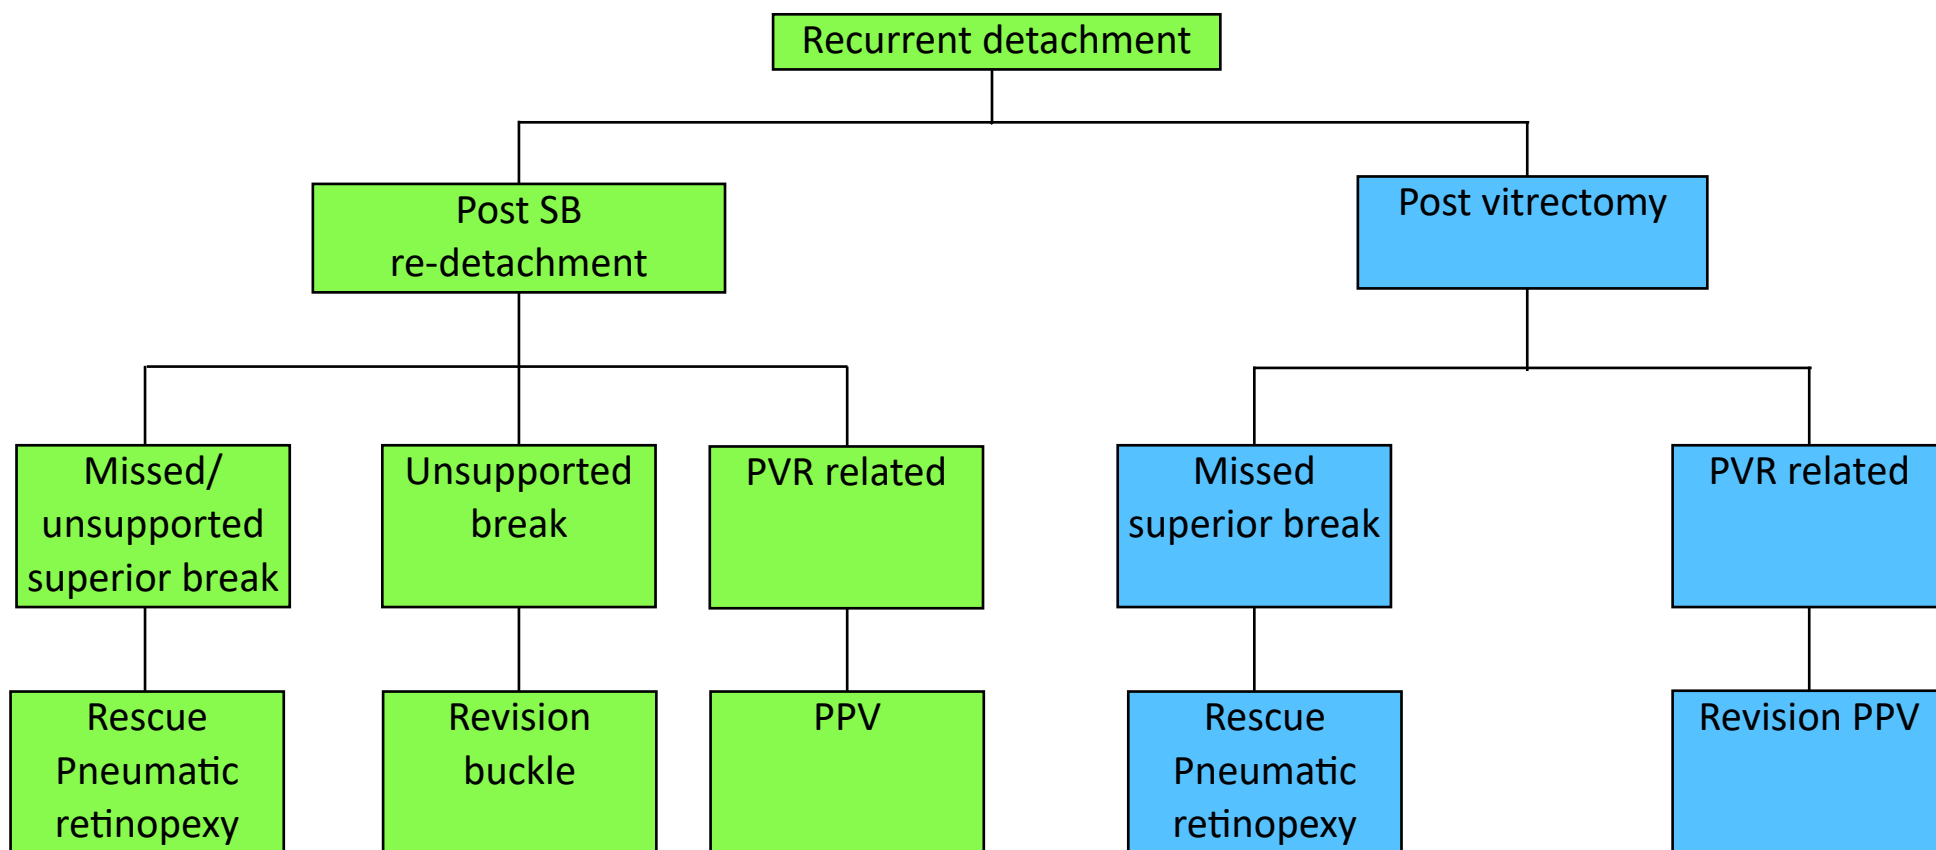 Recurrent detachment
Post SB
re-detachment
Post vitrectomy
Missed/
unsupported
superior break
Unsupported
break
PVR related
Missed
superior break
PVR related
Rescue
Pneumatic
retinopexy
Revision
buckle
PPV
Rescue
Pneumatic
retinopexy
Revision PPV